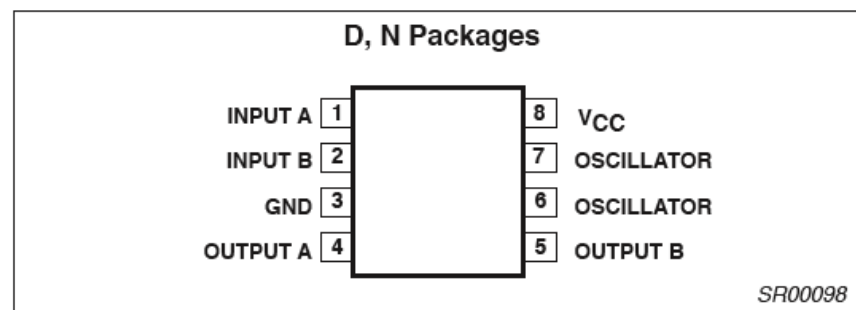 D, N Packages
INPUT A 1
INPUT B 2
GND 3
OUTPUT A 4
8 VCC
7 OSCILLATOR
6 OSCILLATOR
5 OUTPUT B
SR00098